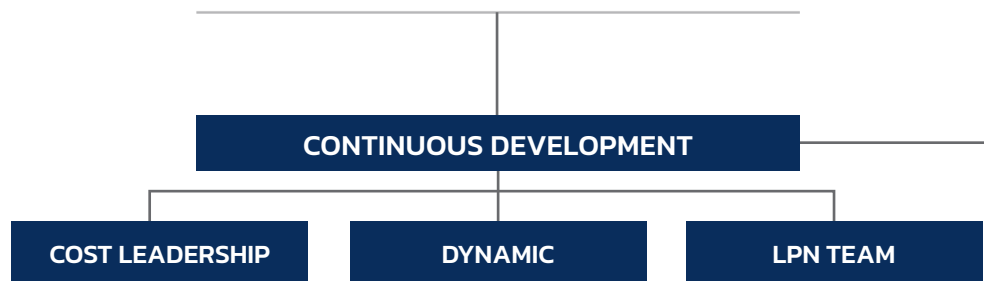 CONTINUOUS DEVELOPMENT
COST LEADERSHIP
DYNAMIC
LPN TEAM